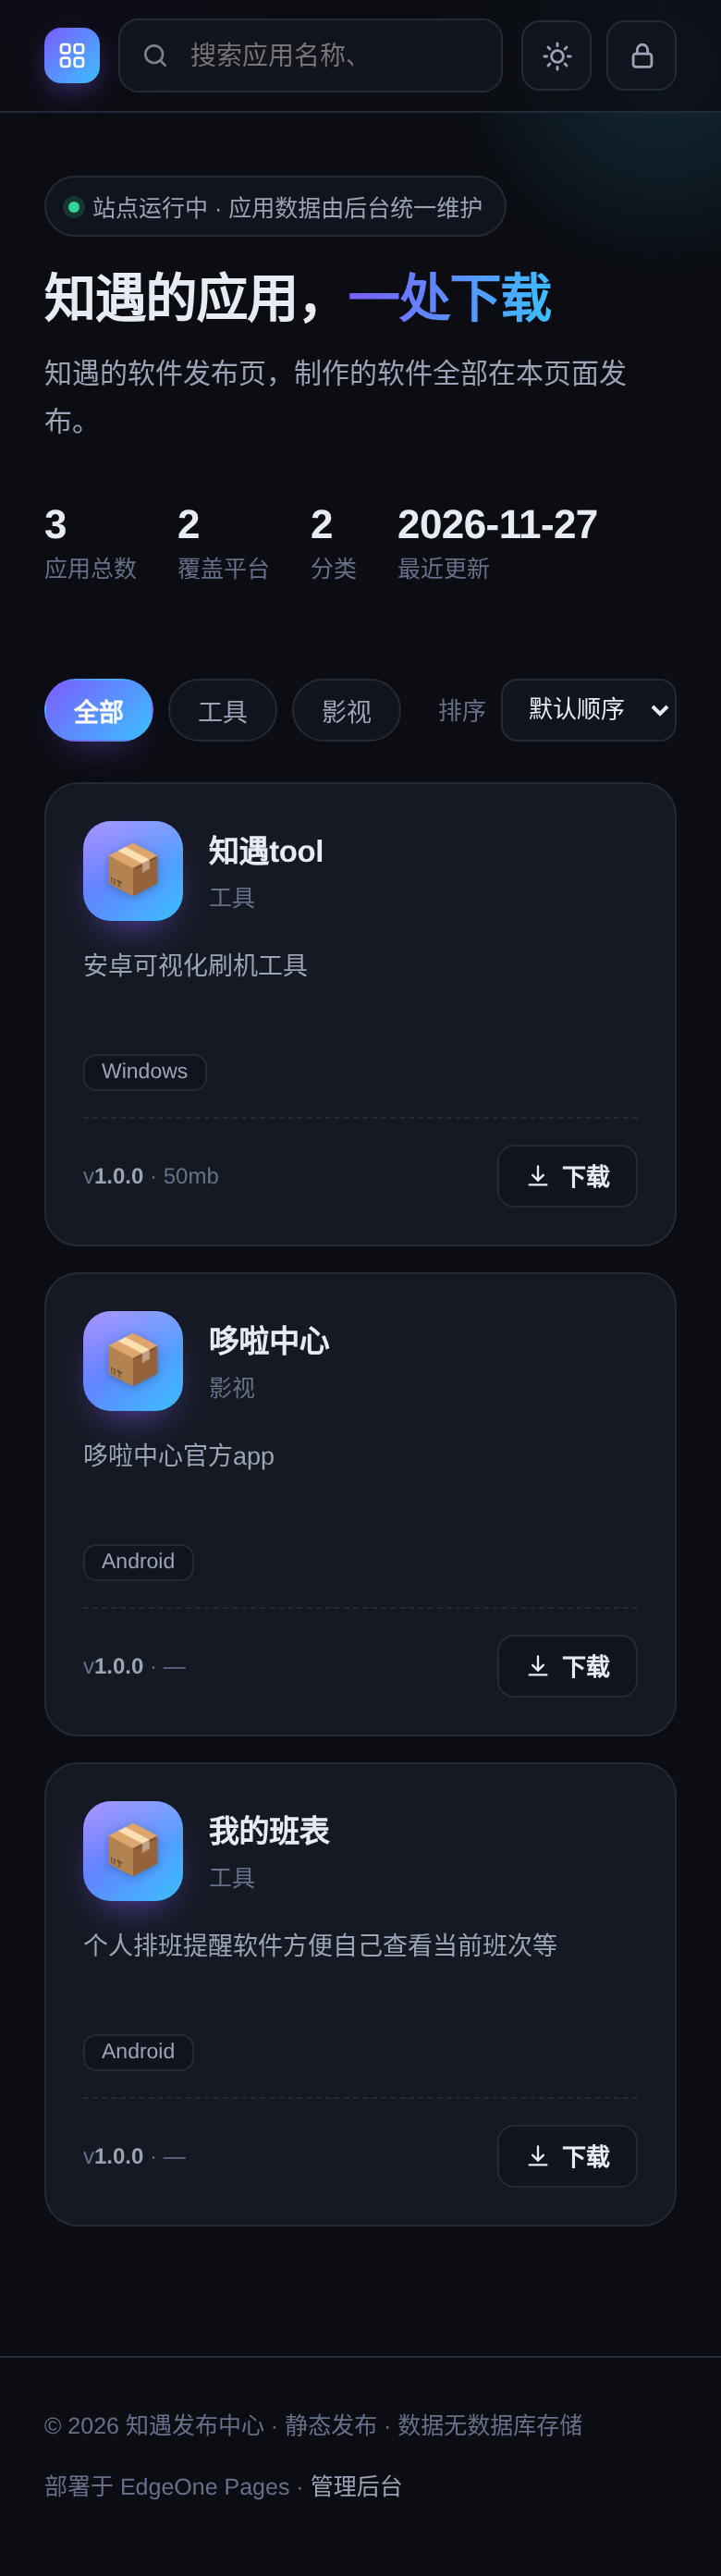 搜索应用名称、
站点运行中 · 应用数据由后台统一维护
知遇的应用，一处下载
知遇的软件发布页，制作的软件全部在本页面发
布。
3 2 2 2026-11-27
应用总数 覆盖平台 分类 最近更新
全部 工具 影视 排序 默认顺序
知遇tool
工具
安卓可视化刷机工具
Windows
v1.0.0 · 50mb 下载
哆啦中心
影视
哆啦中心官方app
Android
v1.0.0 · — 下载
我的班表
工具
个人排班提醒软件方便自己查看当前班次等
Android
v1.0.0 · — 下载
© 2026 知遇发布中心 · 静态发布 · 数据无数据库存储
部署于 EdgeOne Pages · 管理后台